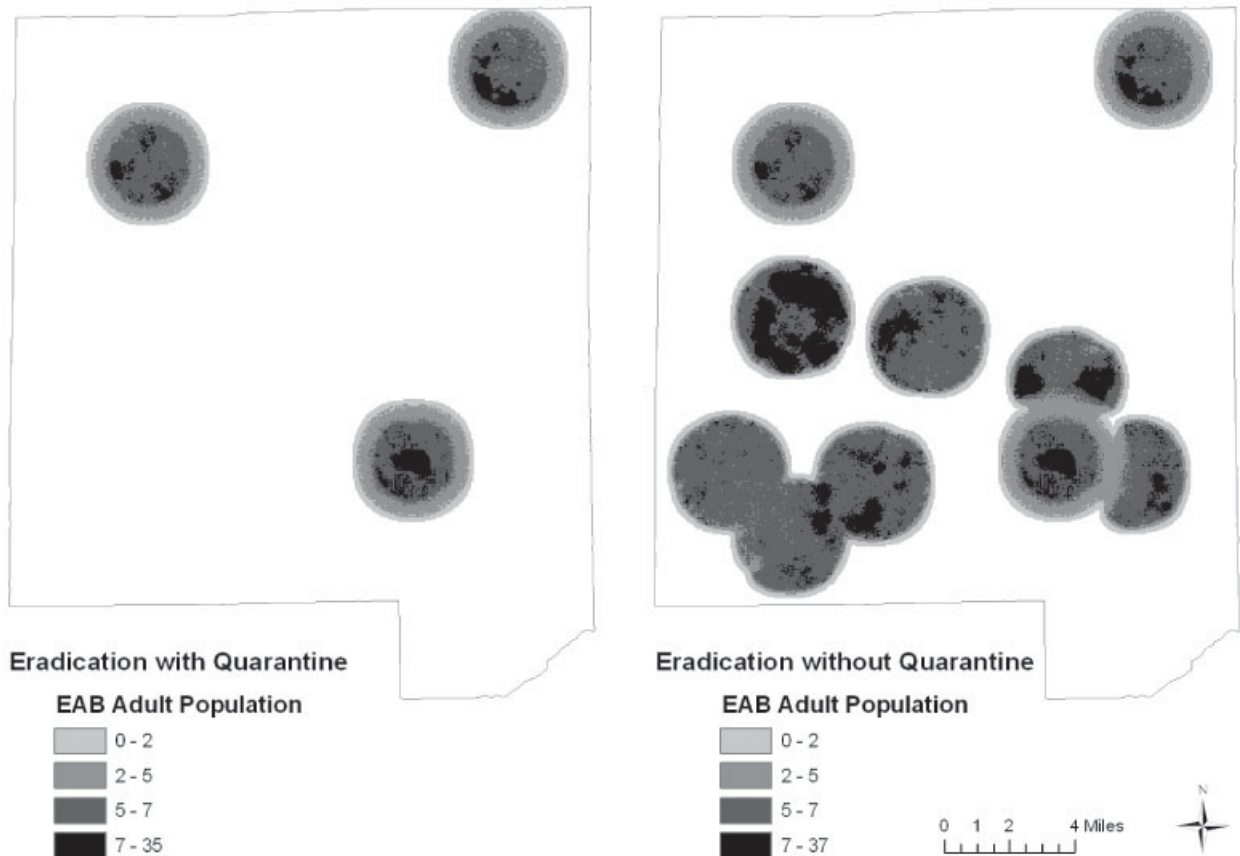 Eradication with Quarantine
EAB Adult Population
0 - 2
2 - 5
5 - 7
7 - 35
Eradication without Quarantine
EAB Adult Population
0 - 2
2 - 5
5 - 7
7 - 37
0 1 2 4 Miles
N